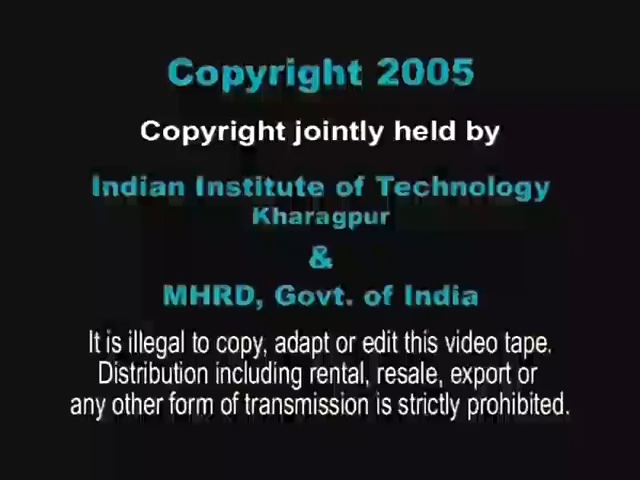 Copyright 2005
Copyright jointly held by
Indian Institute of Technology
Kharagpur
&
MHRD, Govt. of India
It is illegal to copy, adapt or edit this video tape.
Distribution including rental, resale, export or
any other form of transmission is strictly prohibited.